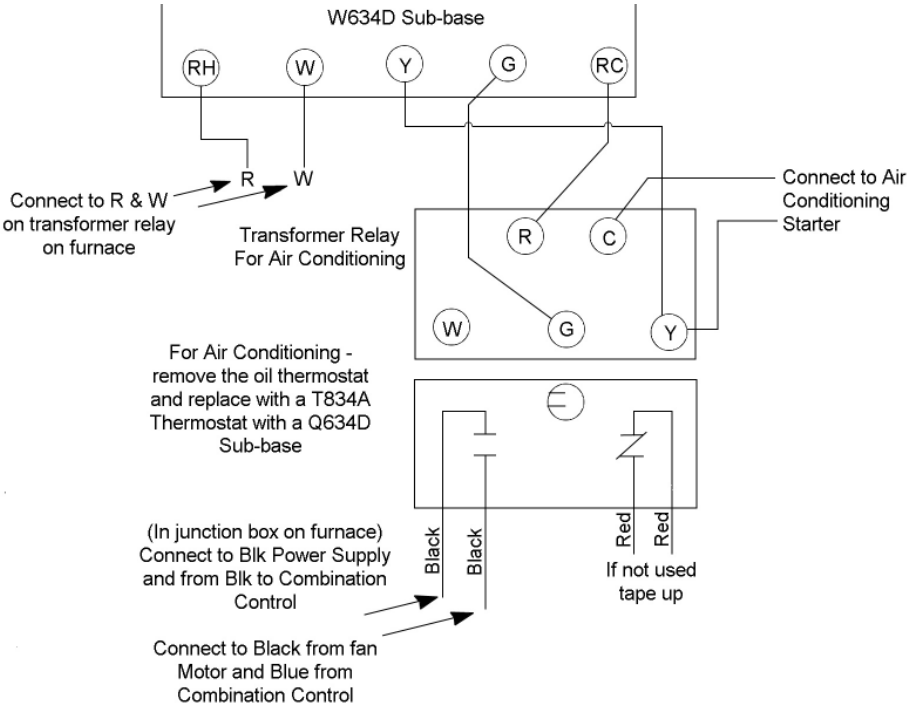 W634D Sub-base
RH
W
Y
G
RC
R
W
Connect to R & W
on transformer relay
on furnace
Transformer Relay
For Air Conditioning
R
C
Connect to Air
Conditioning
Starter
W
G
Y
For Air Conditioning -
remove the oil thermostat
and replace with a T834A
Thermostat with a Q634D
Sub-base
(In junction box on furnace)
Connect to Blk Power Supply
and from Blk to Combination
Control
Black
Black
Red
Red
If not used
tape up
Connect to Black from fan
Motor and Blue from
Combination Control